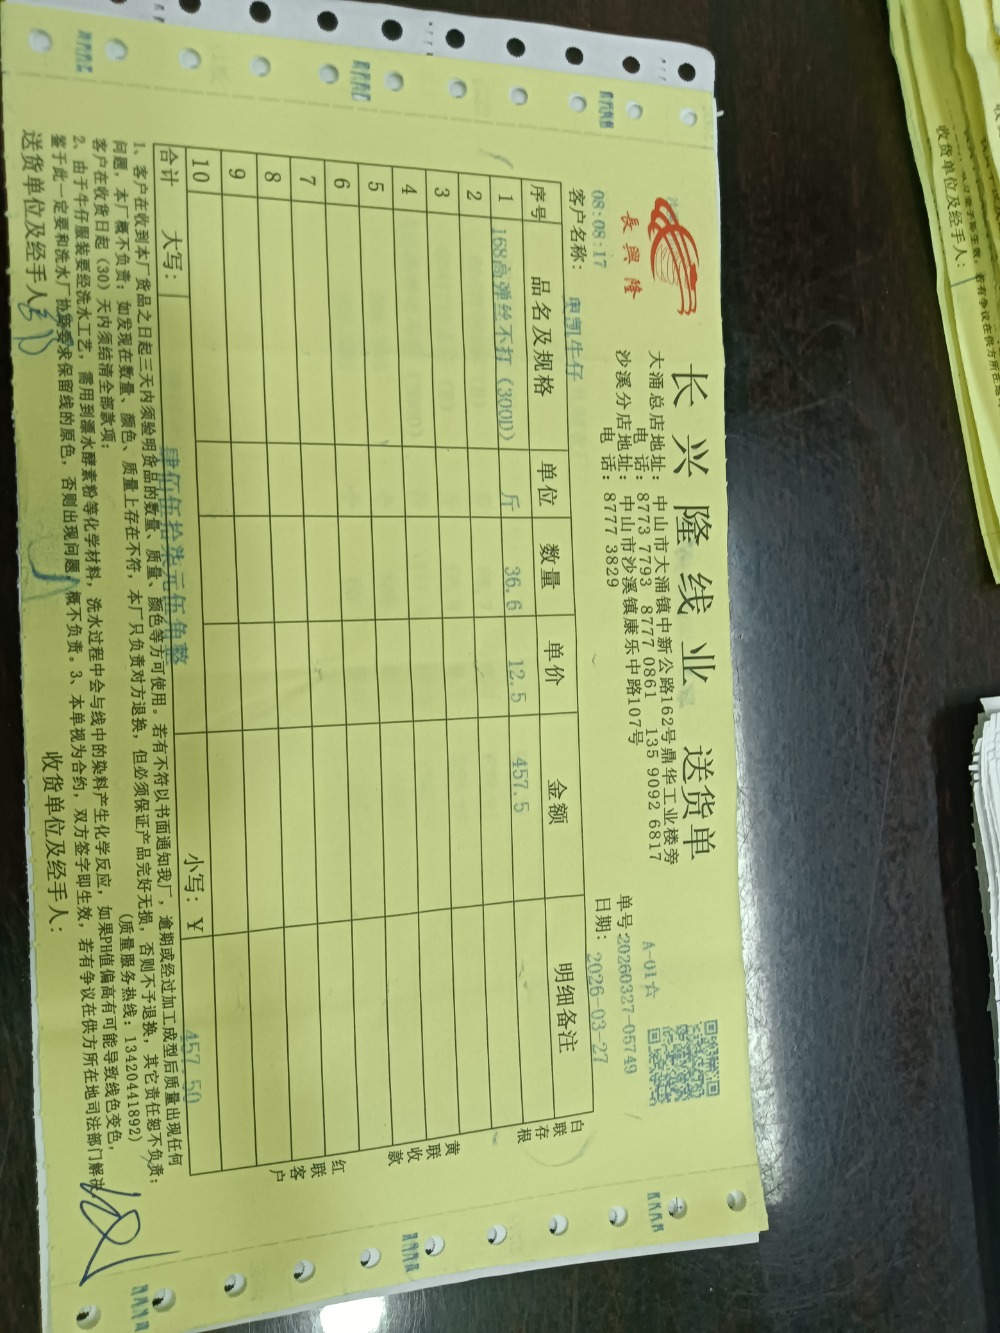 長興隆
长兴隆线业 送货单
大涌总店地址: 中山市大涌镇中新公路162号鼎华工业楼旁
电话: 8773 7793 8777 0861 135 9092 6817
沙溪分店地址: 中山市沙溪镇康乐中路107号
电话: 8777 3829
A-01☆
单号:20260327-05749
日期: 2026-03-27
08:08:17
客户名称: 凯牛仔
序号 品名及规格 单位 数量 单价 金额 明细备注
1 168高弹丝不打(300D) 斤 36.6 12.5 457.5
2
3
4
5
6
7
8
9
10
合计 大写: 肆佰伍拾柒元伍角整 小写: ¥ 457.50
白联存根
黄联收款
红联客户
1、客户在收到本厂货品之日起三天内须验明货品的数量、质量、颜色等方可使用。若有不符以书面通知我厂,逾期或经过加工成型后质量出现任何
问题,本厂概不负责;如发现在数量、颜色、质量上存在不符,本厂只负责对方退换,但必须保证产品完好无损,否则不予退换,其它责任恕不负责;
客户在收货日起(30)天内须结清全部款项; (质量服务热线: 13420441892)
2、由于牛仔服装要经洗水工艺,需用到漂水酵素粉等化学材料,洗水过程中会与线中的染料产生化学反应,如果PH值偏高有可能导致线色变色,
鉴于此一定要和洗水厂协商要求保留线的原色,否则出现问题概不负责。3、本单视为合约,双方签字即生效,若有争议在供方所在地司法部门解决
送货单位及经手人: 收货单位及经手人:
收货单位及经手人: